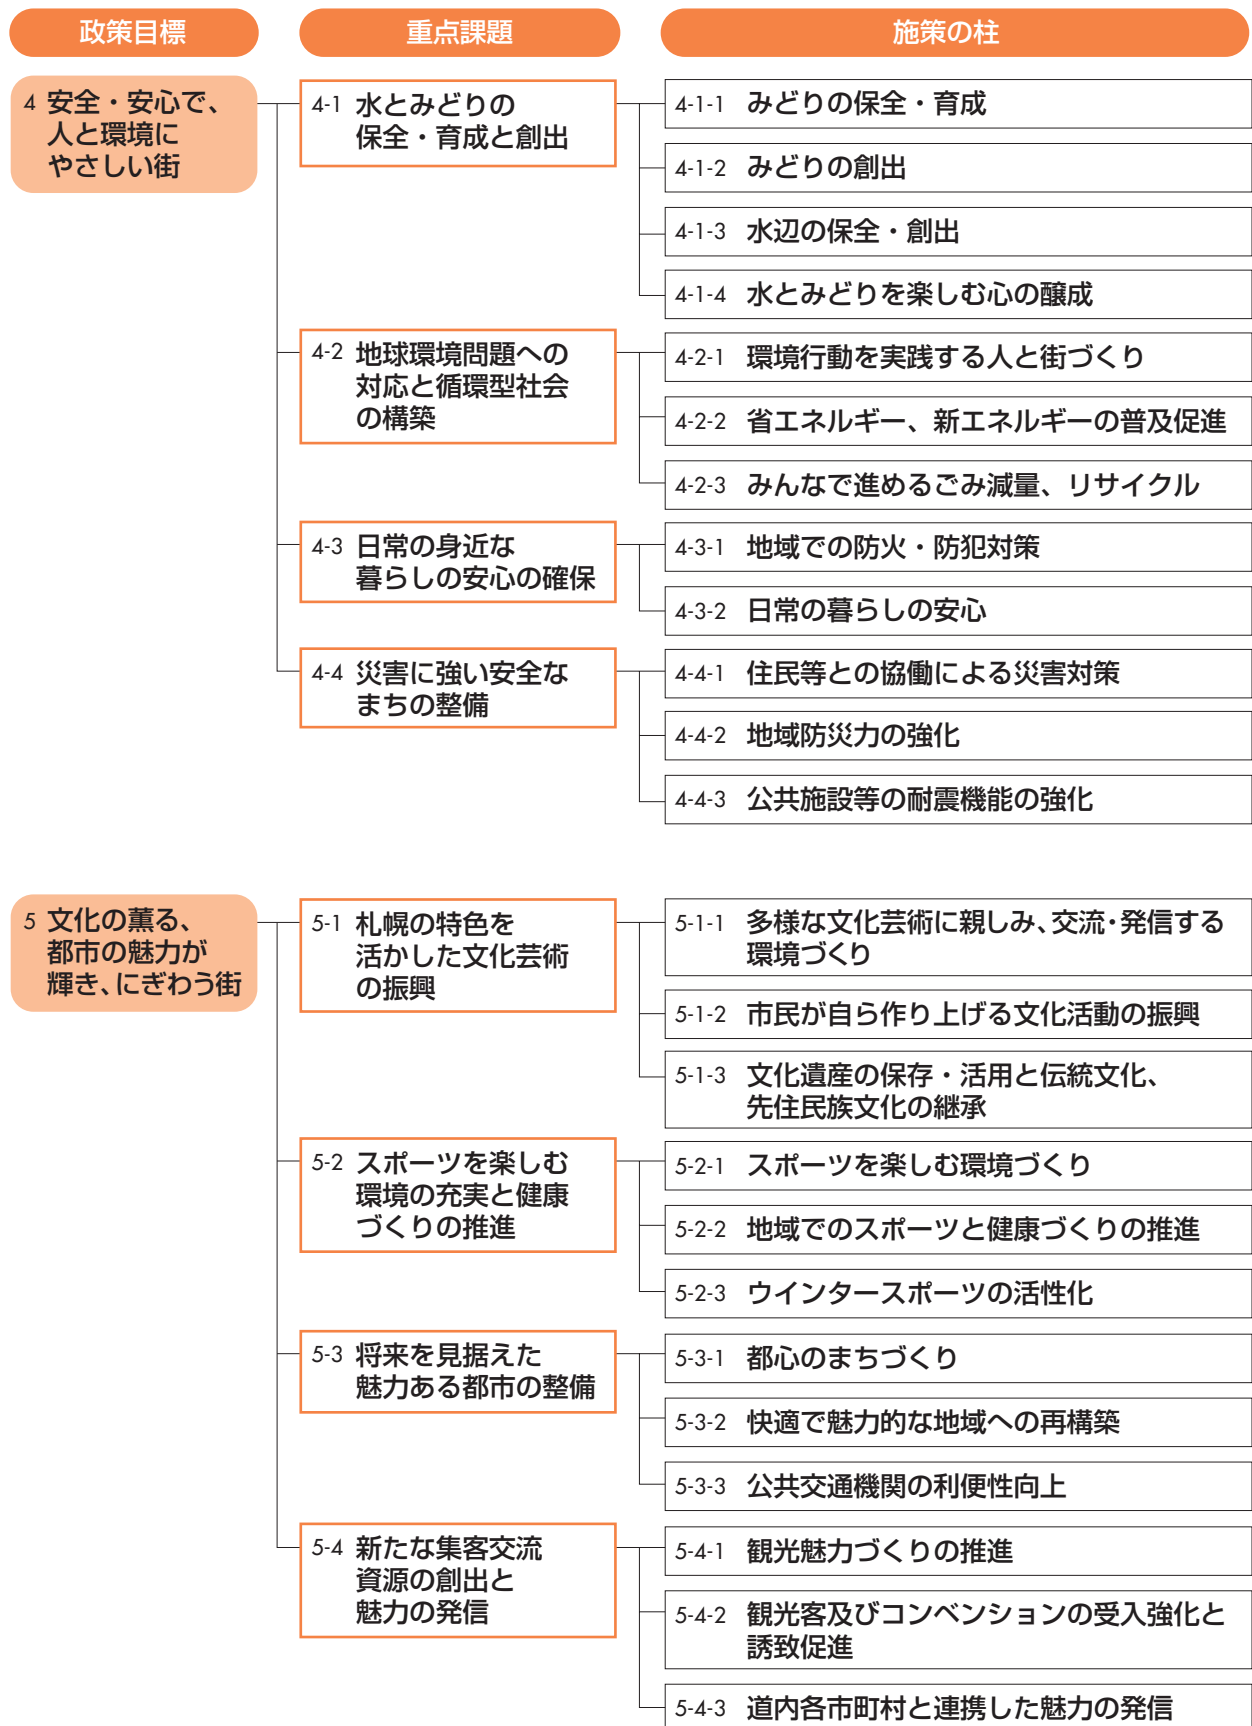 政策目標
重点課題
施策の柱
4 安全・安心で、
人と環境に
やさしい街
4-1 水とみどりの
保全・育成と創出
4-1-1 みどりの保全・育成
4-1-2 みどりの創出
4-1-3 水辺の保全・創出
4-1-4 水とみどりを楽しむ心の醸成
4-2 地球環境問題への
対応と循環型社会
の構築
4-2-1 環境行動を実践する人と街づくり
4-2-2 省エネルギー、新エネルギーの普及促進
4-2-3 みんなで進めるごみ減量、リサイクル
4-3 日常の身近な
暮らしの安心の確保
4-3-1 地域での防火・防犯対策
4-3-2 日常の暮らしの安心
4-4 災害に強い安全な
まちの整備
4-4-1 住民等との協働による災害対策
4-4-2 地域防災力の強化
4-4-3 公共施設等の耐震機能の強化
5 文化の薫る、
都市の魅力が
輝き、にぎわう街
5-1 札幌の特色を
活かした文化芸術
の振興
5-1-1 多様な文化芸術に親しみ、交流・発信する
環境づくり
5-1-2 市民が自ら作り上げる文化活動の振興
5-1-3 文化遺産の保存・活用と伝統文化、
先住民族文化の継承
5-2 スポーツを楽しむ
環境の充実と健康
づくりの推進
5-2-1 スポーツを楽しむ環境づくり
5-2-2 地域でのスポーツと健康づくりの推進
5-2-3 ウインタースポーツの活性化
5-3 将来を見据えた
魅力ある都市の整備
5-3-1 都心のまちづくり
5-3-2 快適で魅力的な地域への再構築
5-3-3 公共交通機関の利便性向上
5-4 新たな集客交流
資源の創出と
魅力の発信
5-4-1 観光魅力づくりの推進
5-4-2 観光客及びコンベンションの受入強化と
誘致促進
5-4-3 道内各市町村と連携した魅力の発信